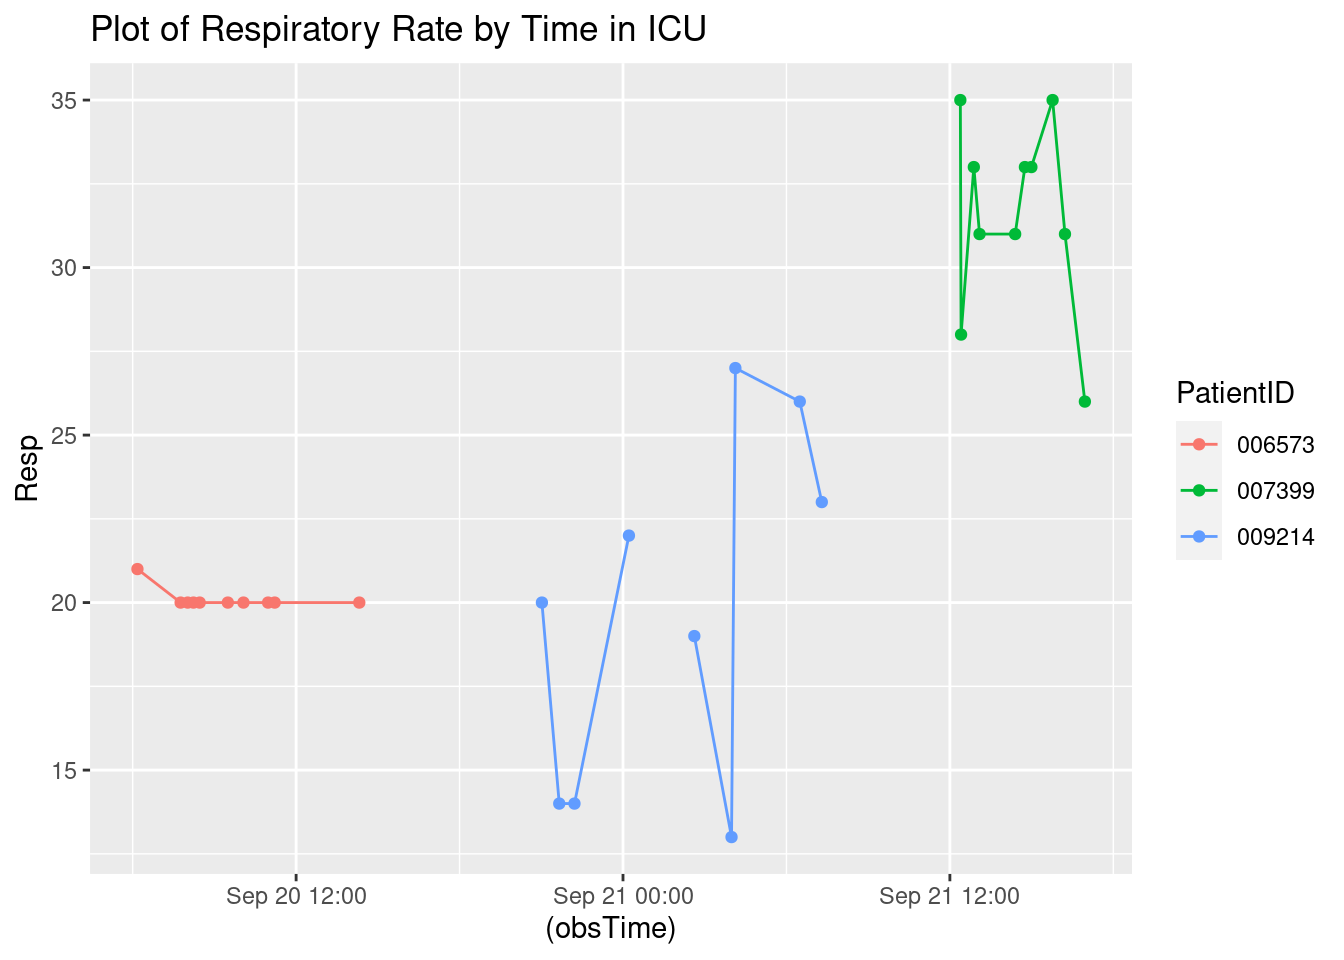 Plot of Respiratory Rate by Time in ICU
35
30
25
20
15
Resp
Sep 20 12:00
Sep 21 00:00
Sep 21 12:00
(obsTime)
PatientID
006573
007399
009214